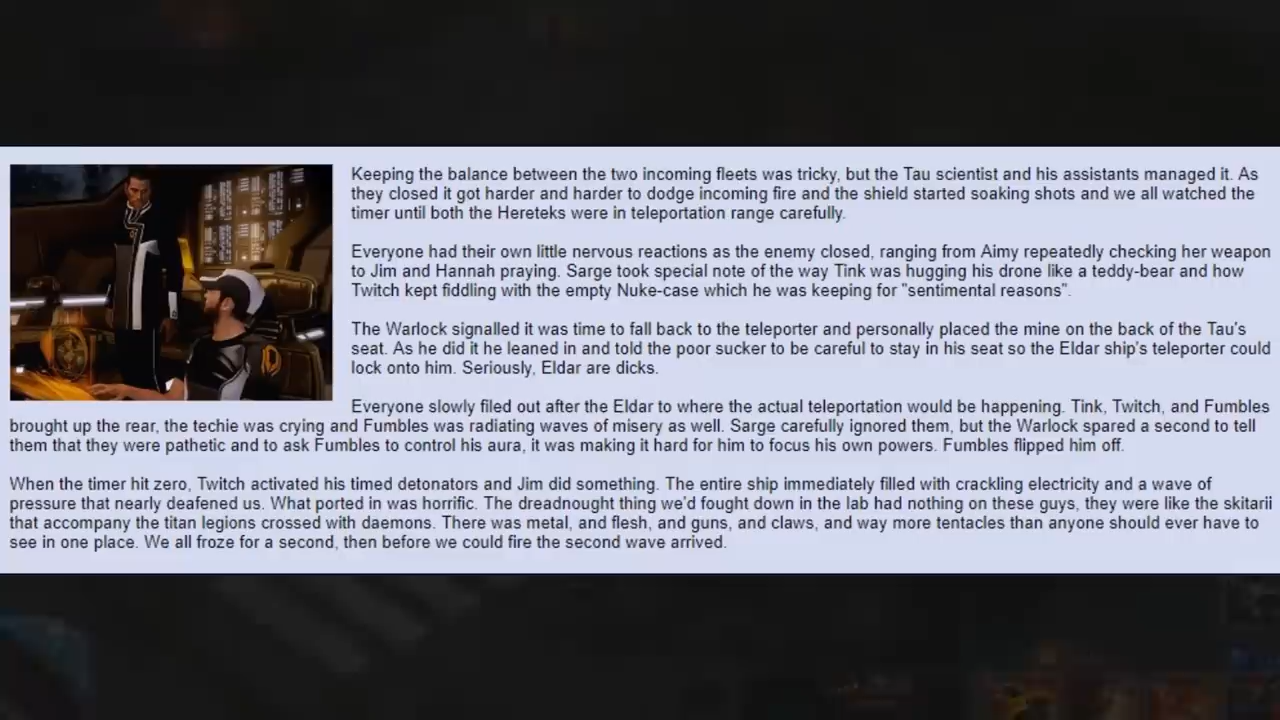 Keeping the balance between the two incoming fleets was tricky, but the Tau scientist and his assistants managed it. As
they closed it got harder and harder to dodge incoming fire and the shield started soaking shots and we all watched the
timer until both the Hereteks were in teleportation range carefully.
Everyone had their own little nervous reactions as the enemy closed, ranging from Aimy repeatedly checking her weapon
to Jim and Hannah praying. Sarge took special note of the way Tink was hugging his drone like a teddy-bear and how
Twitch kept fiddling with the empty Nuke-case which he was keeping for "sentimental reasons".
The Warlock signalled it was time to fall back to the teleporter and personally placed the mine on the back of the Tau's
seat. As he did it he leaned in and told the poor sucker to be careful to stay in his seat so the Eldar ship's teleporter could
lock onto him. Seriously, Eldar are dicks.
Everyone slowly filed out after the Eldar to where the actual teleportation would be happening. Tink, Twitch, and Fumbles
brought up the rear, the techie was crying and Fumbles was radiating waves of misery as well. Sarge carefully ignored them, but the Warlock spared a second to tell
them that they were pathetic and to ask Fumbles to control his aura, it was making it hard for him to focus his own powers. Fumbles flipped him off.
When the timer hit zero, Twitch activated his timed detonators and Jim did something. The entire ship immediately filled with crackling electricity and a wave of
pressure that nearly deafened us. What ported in was horrific. The dreadnought thing we'd fought down in the lab had nothing on these guys, they were like the skitarii
that accompany the titan legions crossed with daemons. There was metal, and flesh, and guns, and claws, and way more tentacles than anyone should ever have to
see in one place. We all froze for a second, then before we could fire the second wave arrived.